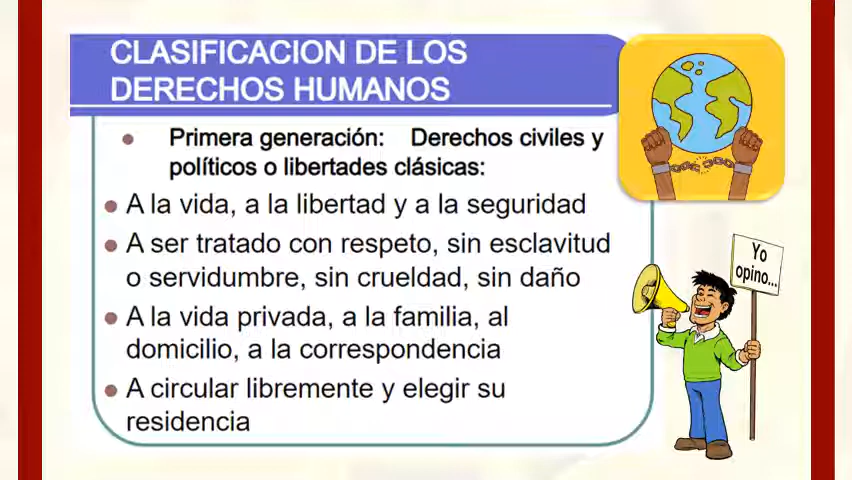 CLASIFICACION DE LOS
DERECHOS HUMANOS
Primera generación: Derechos civiles y
políticos o libertades clásicas:
A la vida, a la libertad y a la seguridad
A ser tratado con respeto, sin esclavitud
o servidumbre, sin crueldad, sin daño
A la vida privada, a la familia, al
domicilio, a la correspondencia
A circular libremente y elegir su
residencia
Yo
opino...